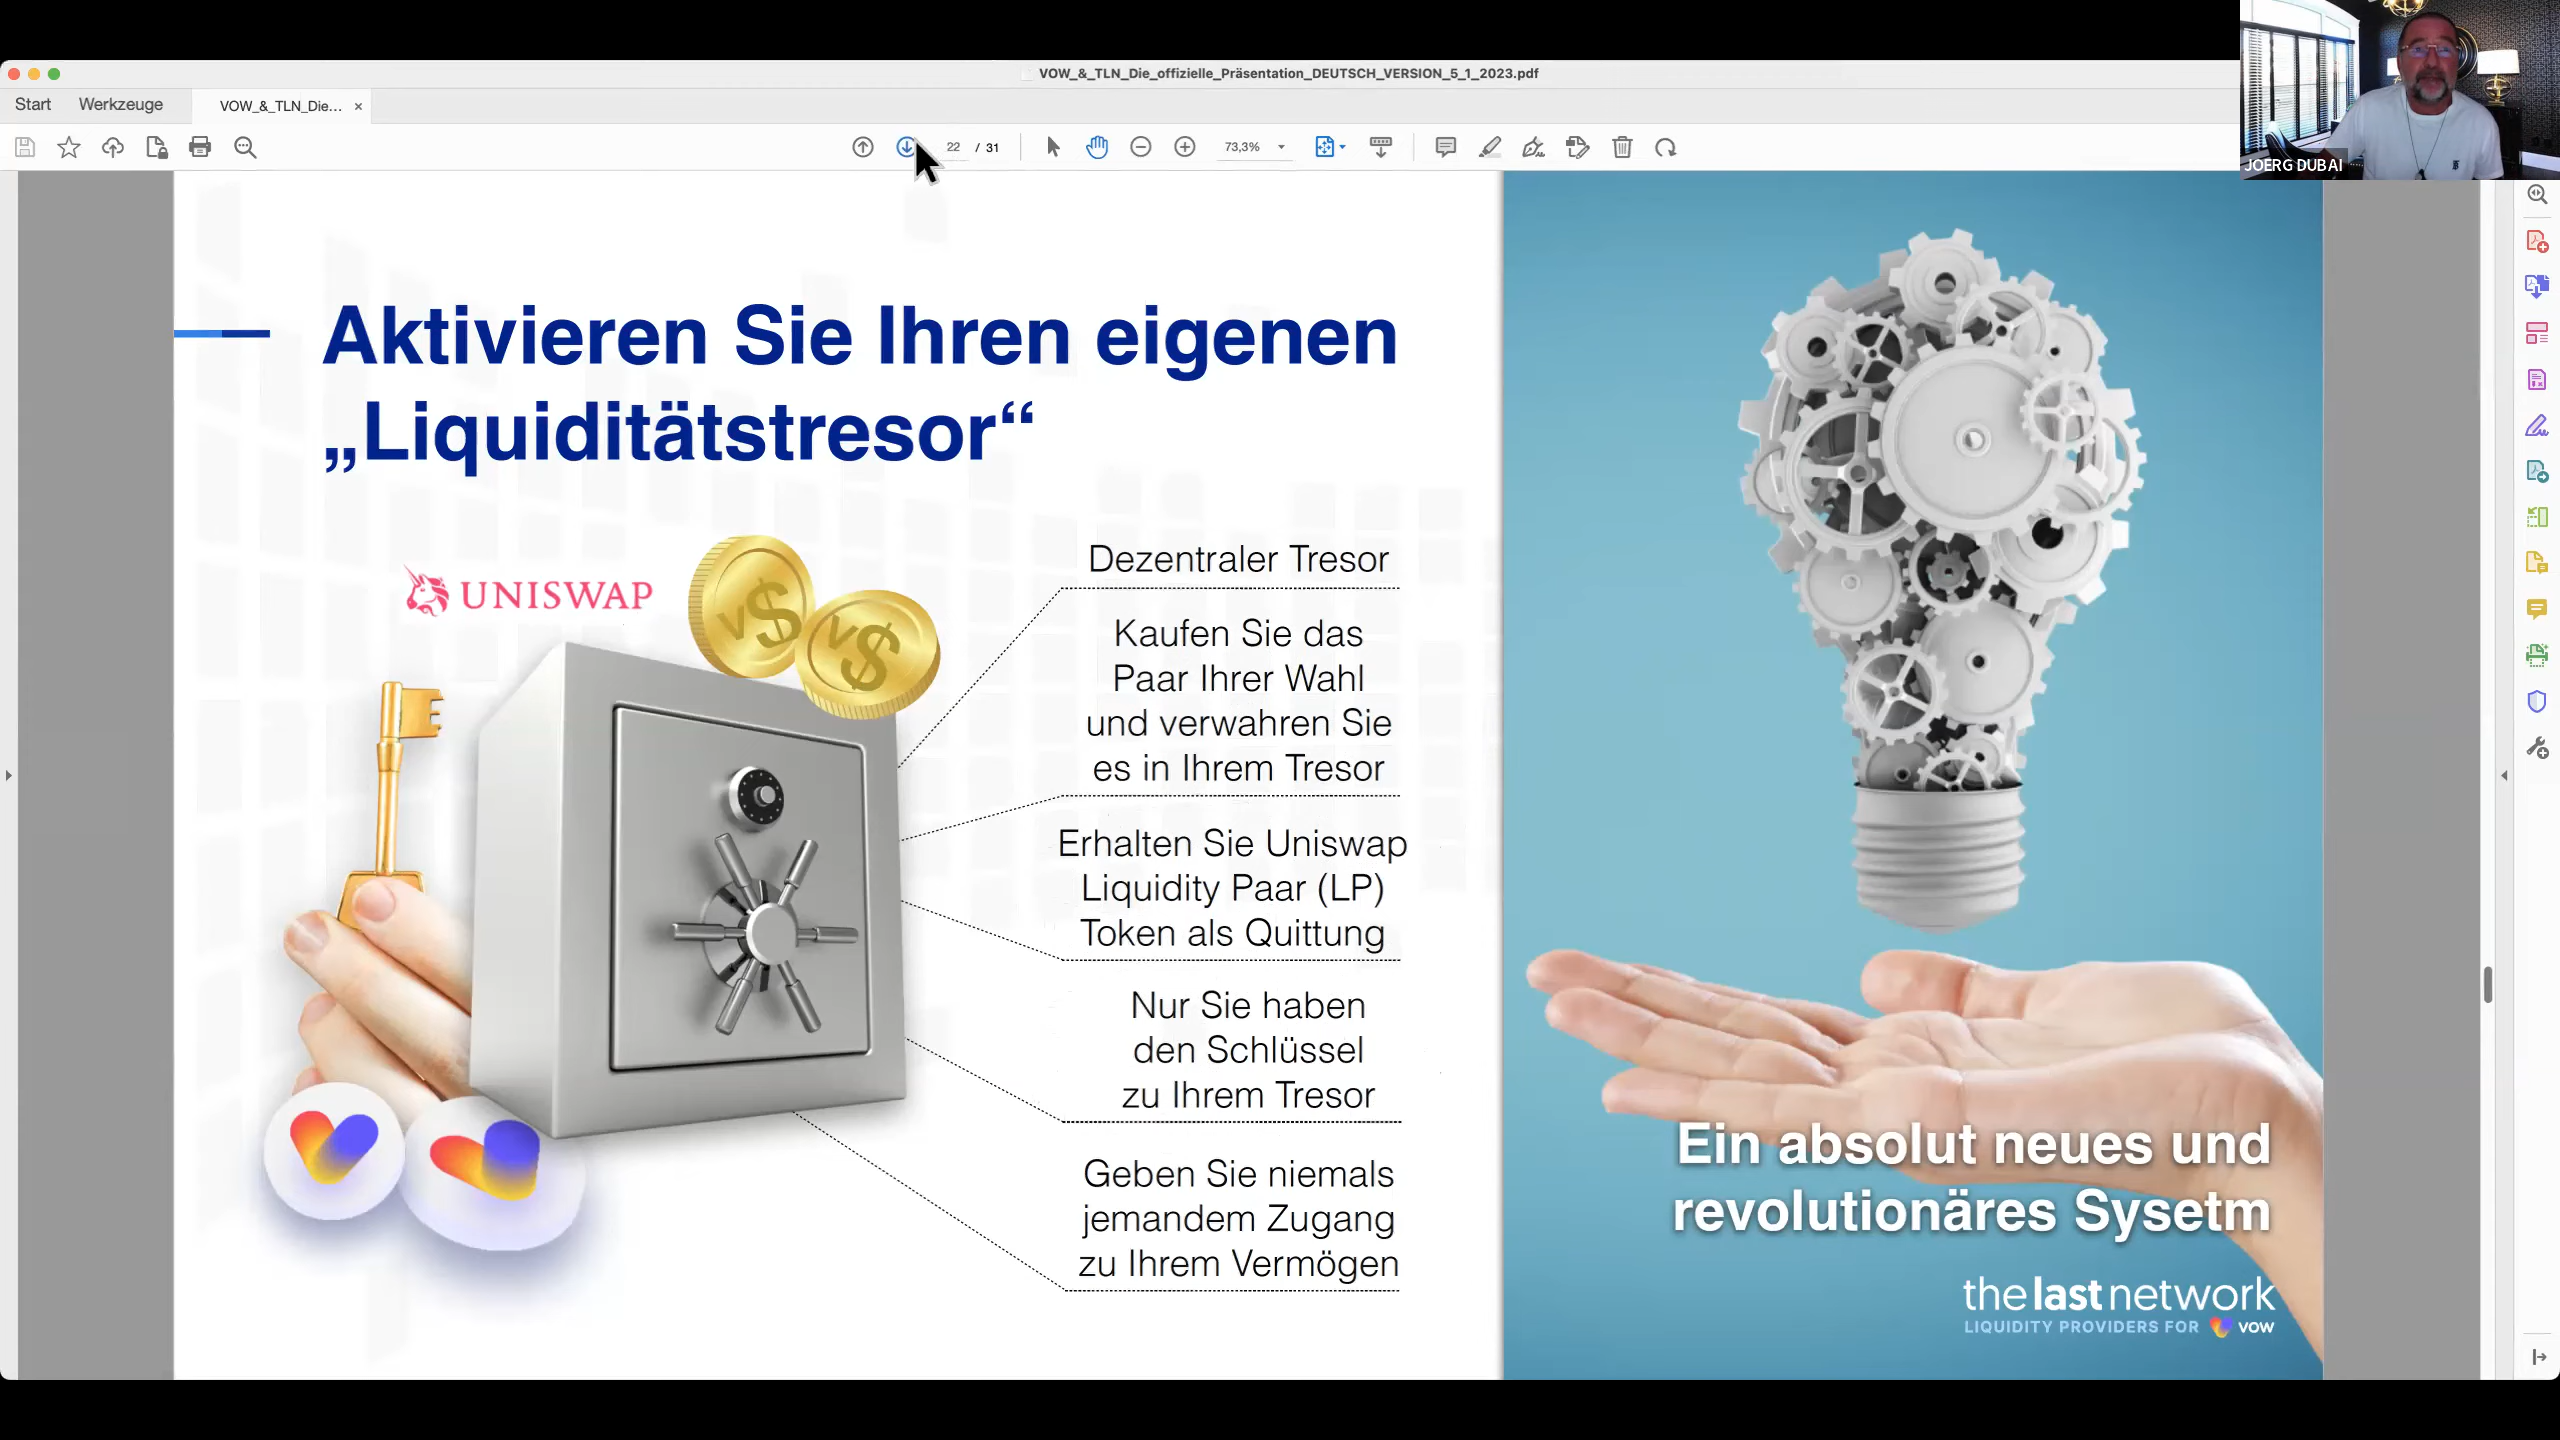 VOW_&_TLN_Die_offizielle_Präsentation_DEUTSCH_VERSION_5_1_2023.pdf
Start Werkzeuge VOW_&_TLN_Die... ×
22 / 31 73,3%
JOERG DUBAI
Aktivieren Sie Ihren eigenen
„Liquiditätstresor“
UNISWAP
v$
v$
Dezentraler Tresor
Kaufen Sie das
Paar Ihrer Wahl
und verwahren Sie
es in Ihrem Tresor
Erhalten Sie Uniswap
Liquidity Paar (LP)
Token als Quittung
Nur Sie haben
den Schlüssel
zu Ihrem Tresor
Geben Sie niemals
jemandem Zugang
zu Ihrem Vermögen
Ein absolut neues und
revolutionäres Sysetm
the last network
LIQUIDITY PROVIDERS FOR VOW